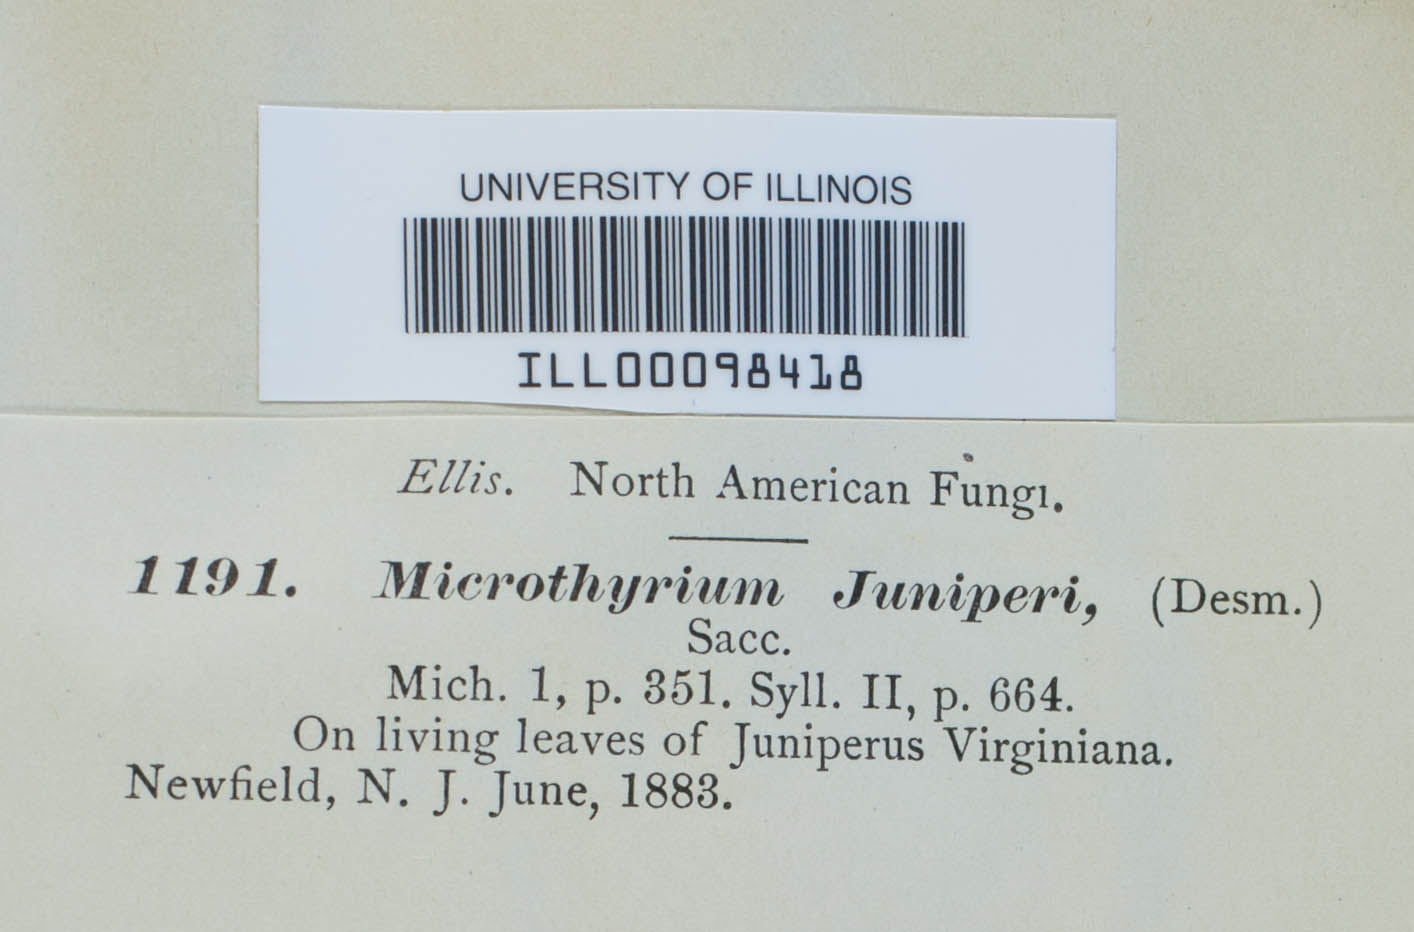 UNIVERSITY OF ILLINOIS
ILL00098418
Ellis. North American Fungi.
1191. Microthyrium Juniperi, (Desm.)
Sacc.
Mich. 1, p. 351. Syll. II, p. 664.
On living leaves of Juniperus Virginiana.
Newfield, N. J. June, 1883.